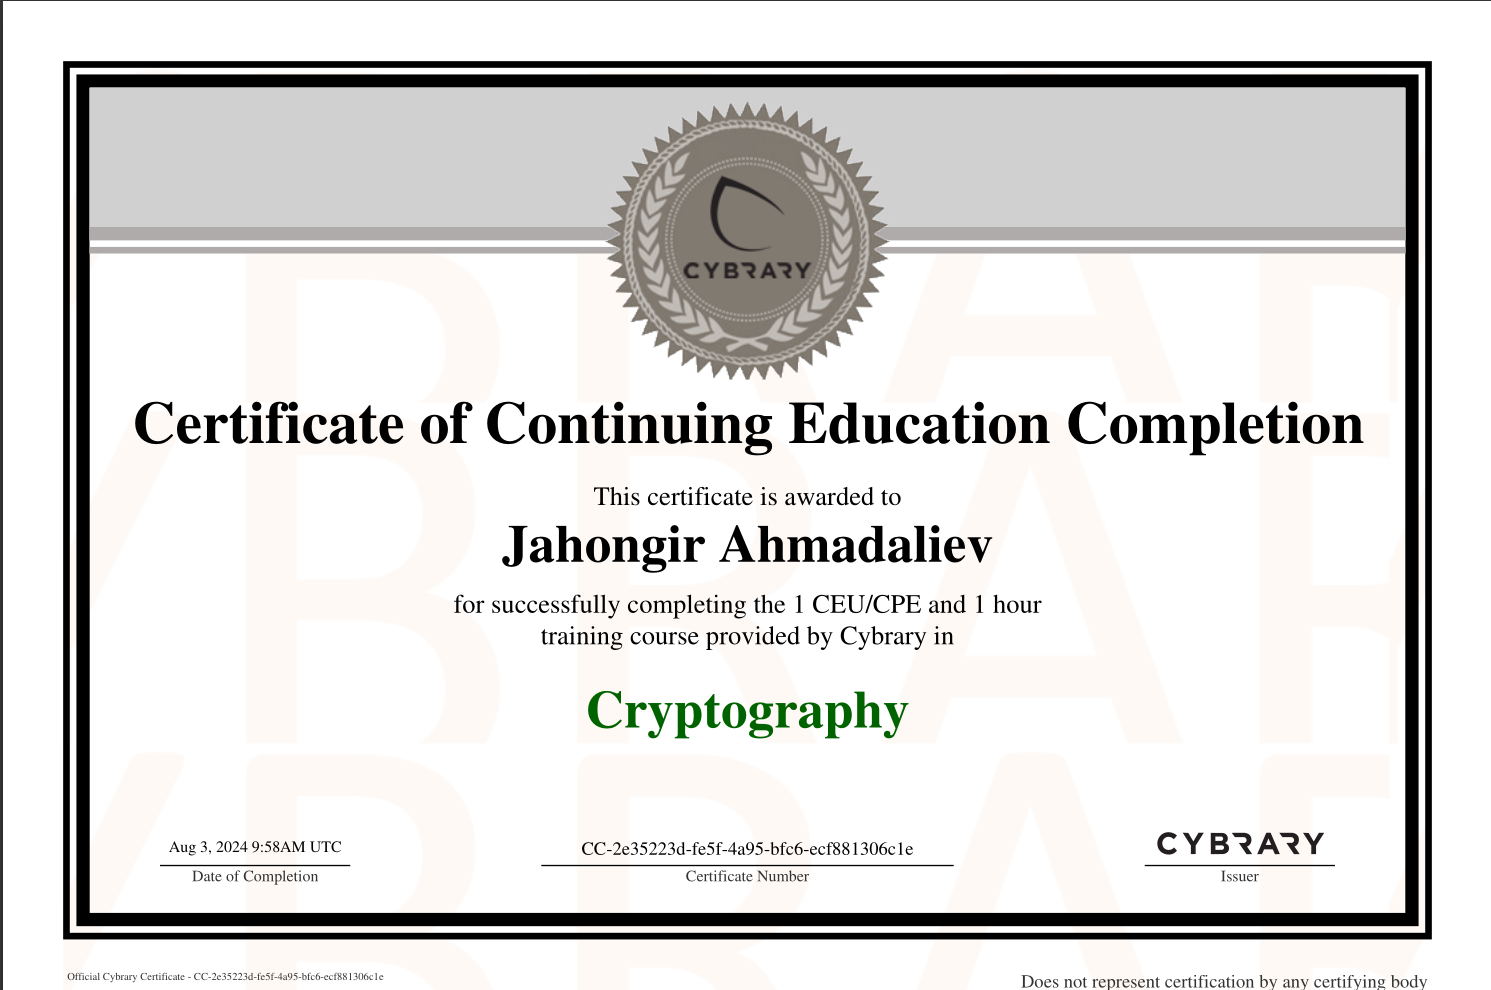 CYBRARY
Certificate of Continuing Education Completion
This certificate is awarded to
Jahongir Ahmadaliev
for successfully completing the 1 CEU/CPE and 1 hour
training course provided by Cybrary in
Cryptography
Aug 3, 2024 9:58AM UTC
Date of Completion
CC-2e35223d-fe5f-4a95-bfc6-ecf881306c1e
Certificate Number
CYBRARY
Issuer
Official Cybrary Certificate - CC-2e35223d-fe5f-4a95-bfc6-ecf881306c1e
Does not represent certification by any certifying body